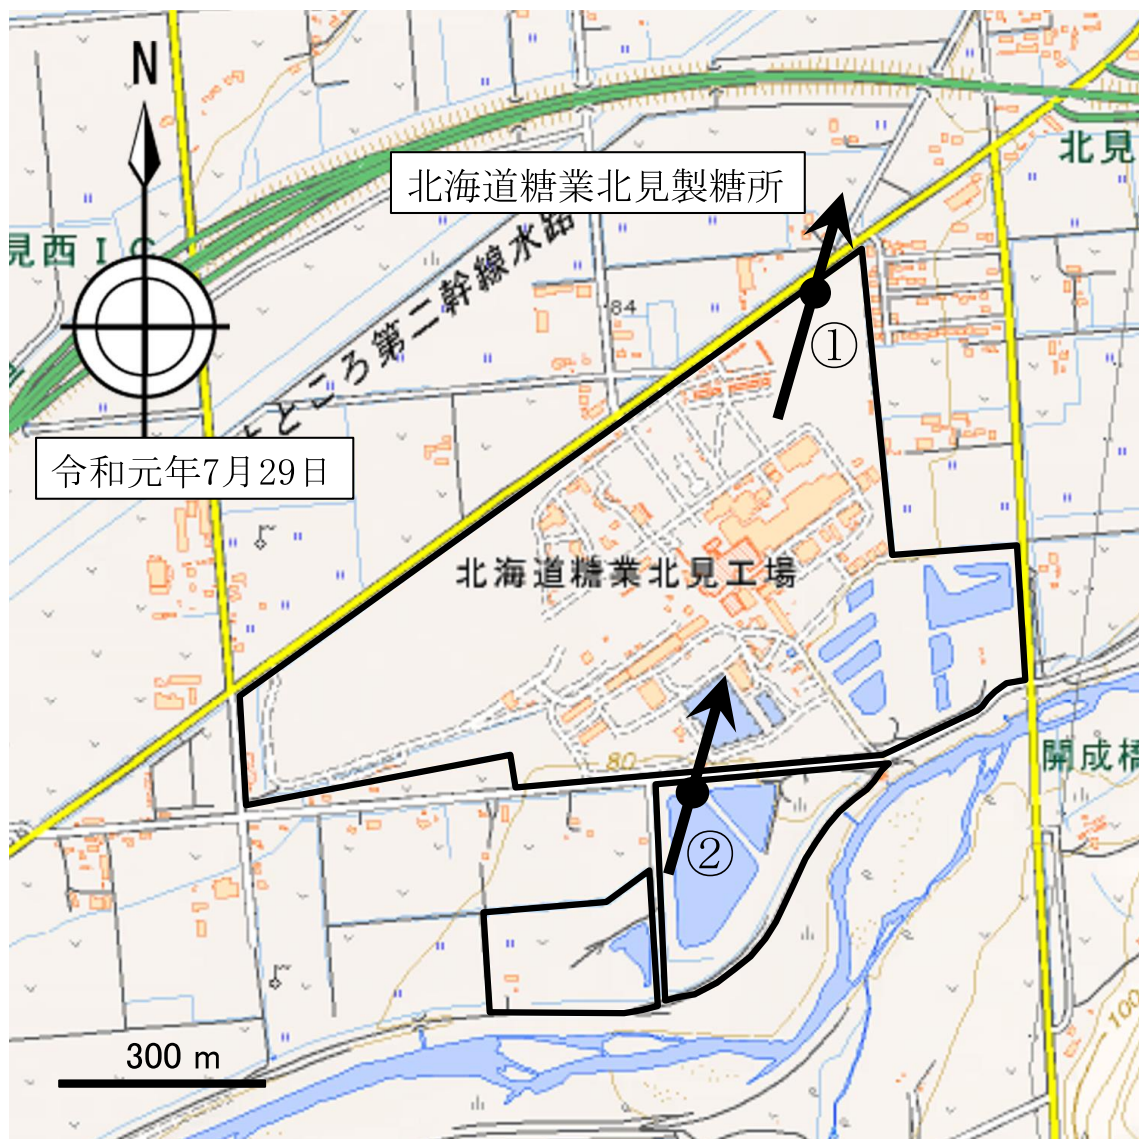 N
北海道糖業北見製糖所
北見
見西ＩＣ
ところ第二幹線水路
84
①
令和元年7月29日
北海道糖業北見工場
80
開成橋
②
100
300 m